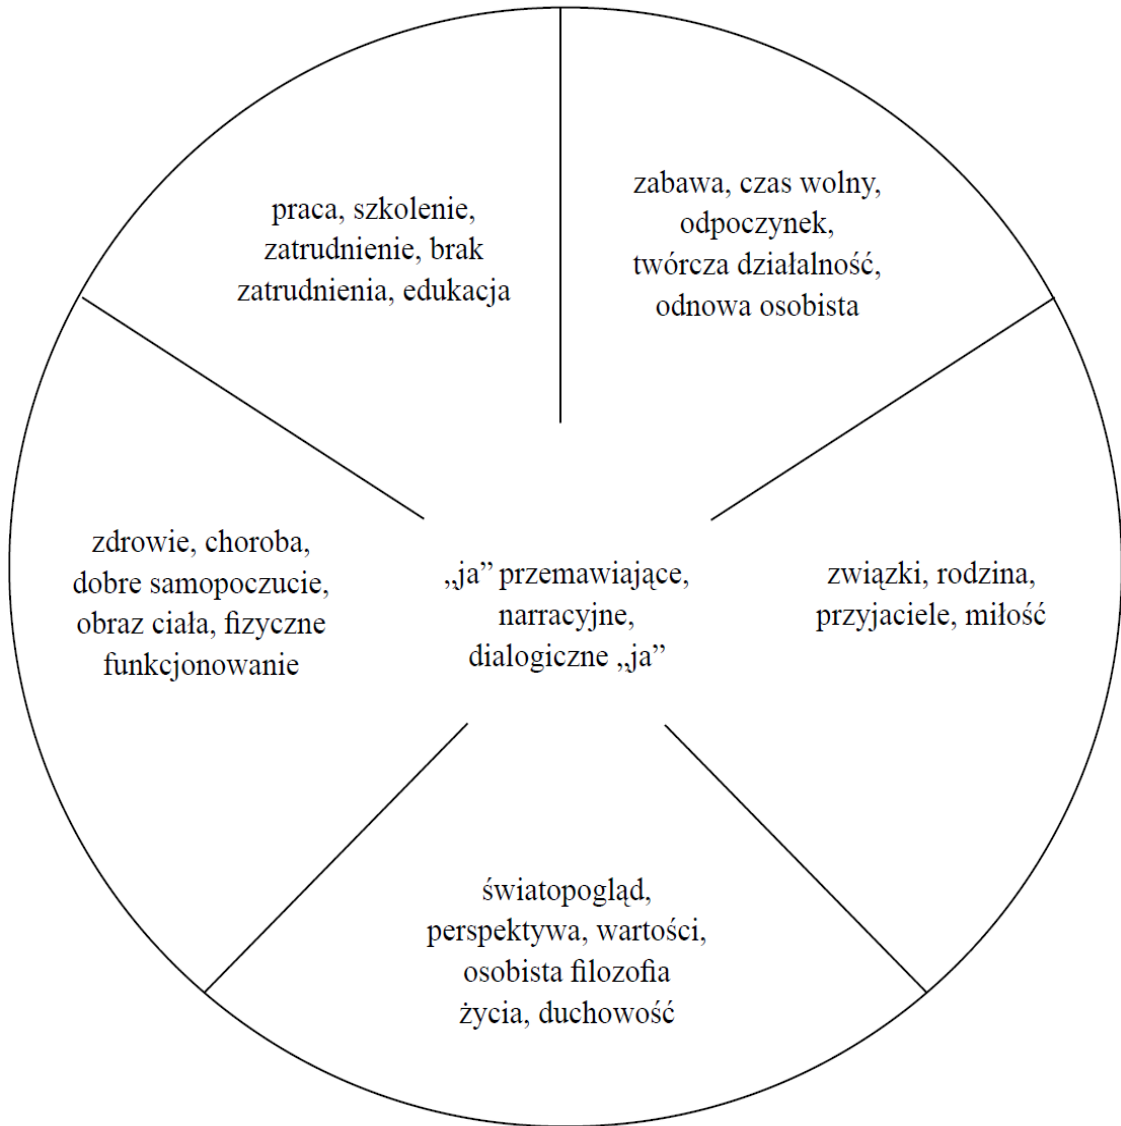 praca, szkolenie,
zatrudnienie, brak
zatrudnienia, edukacja
zabawa, czas wolny,
odpoczynek,
twórcza działalność,
odnowa osobista
zdrowie, choroba,
dobre samopoczucie,
obraz ciała, fizyczne
funkcjonowanie
„ja” przemawiające,
narracyjne,
dialogiczne „ja”
związki, rodzina,
przyjaciele, miłość
światopogląd,
perspektywa, wartości,
osobista filozofia
życia, duchowość